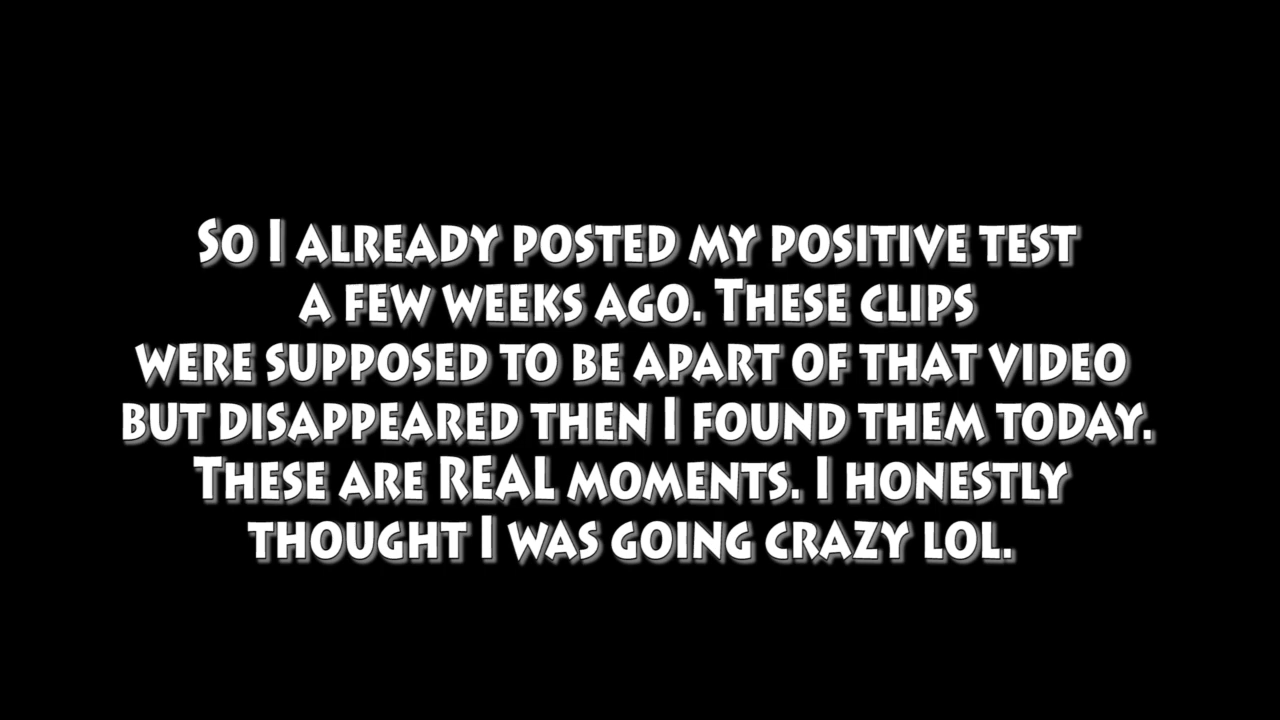 So I already posted my positive test
a few weeks ago. These clips
were supposed to be apart of that video
but disappeared then I found them today.
These are REAL moments. I honestly
thought I was going crazy lol.